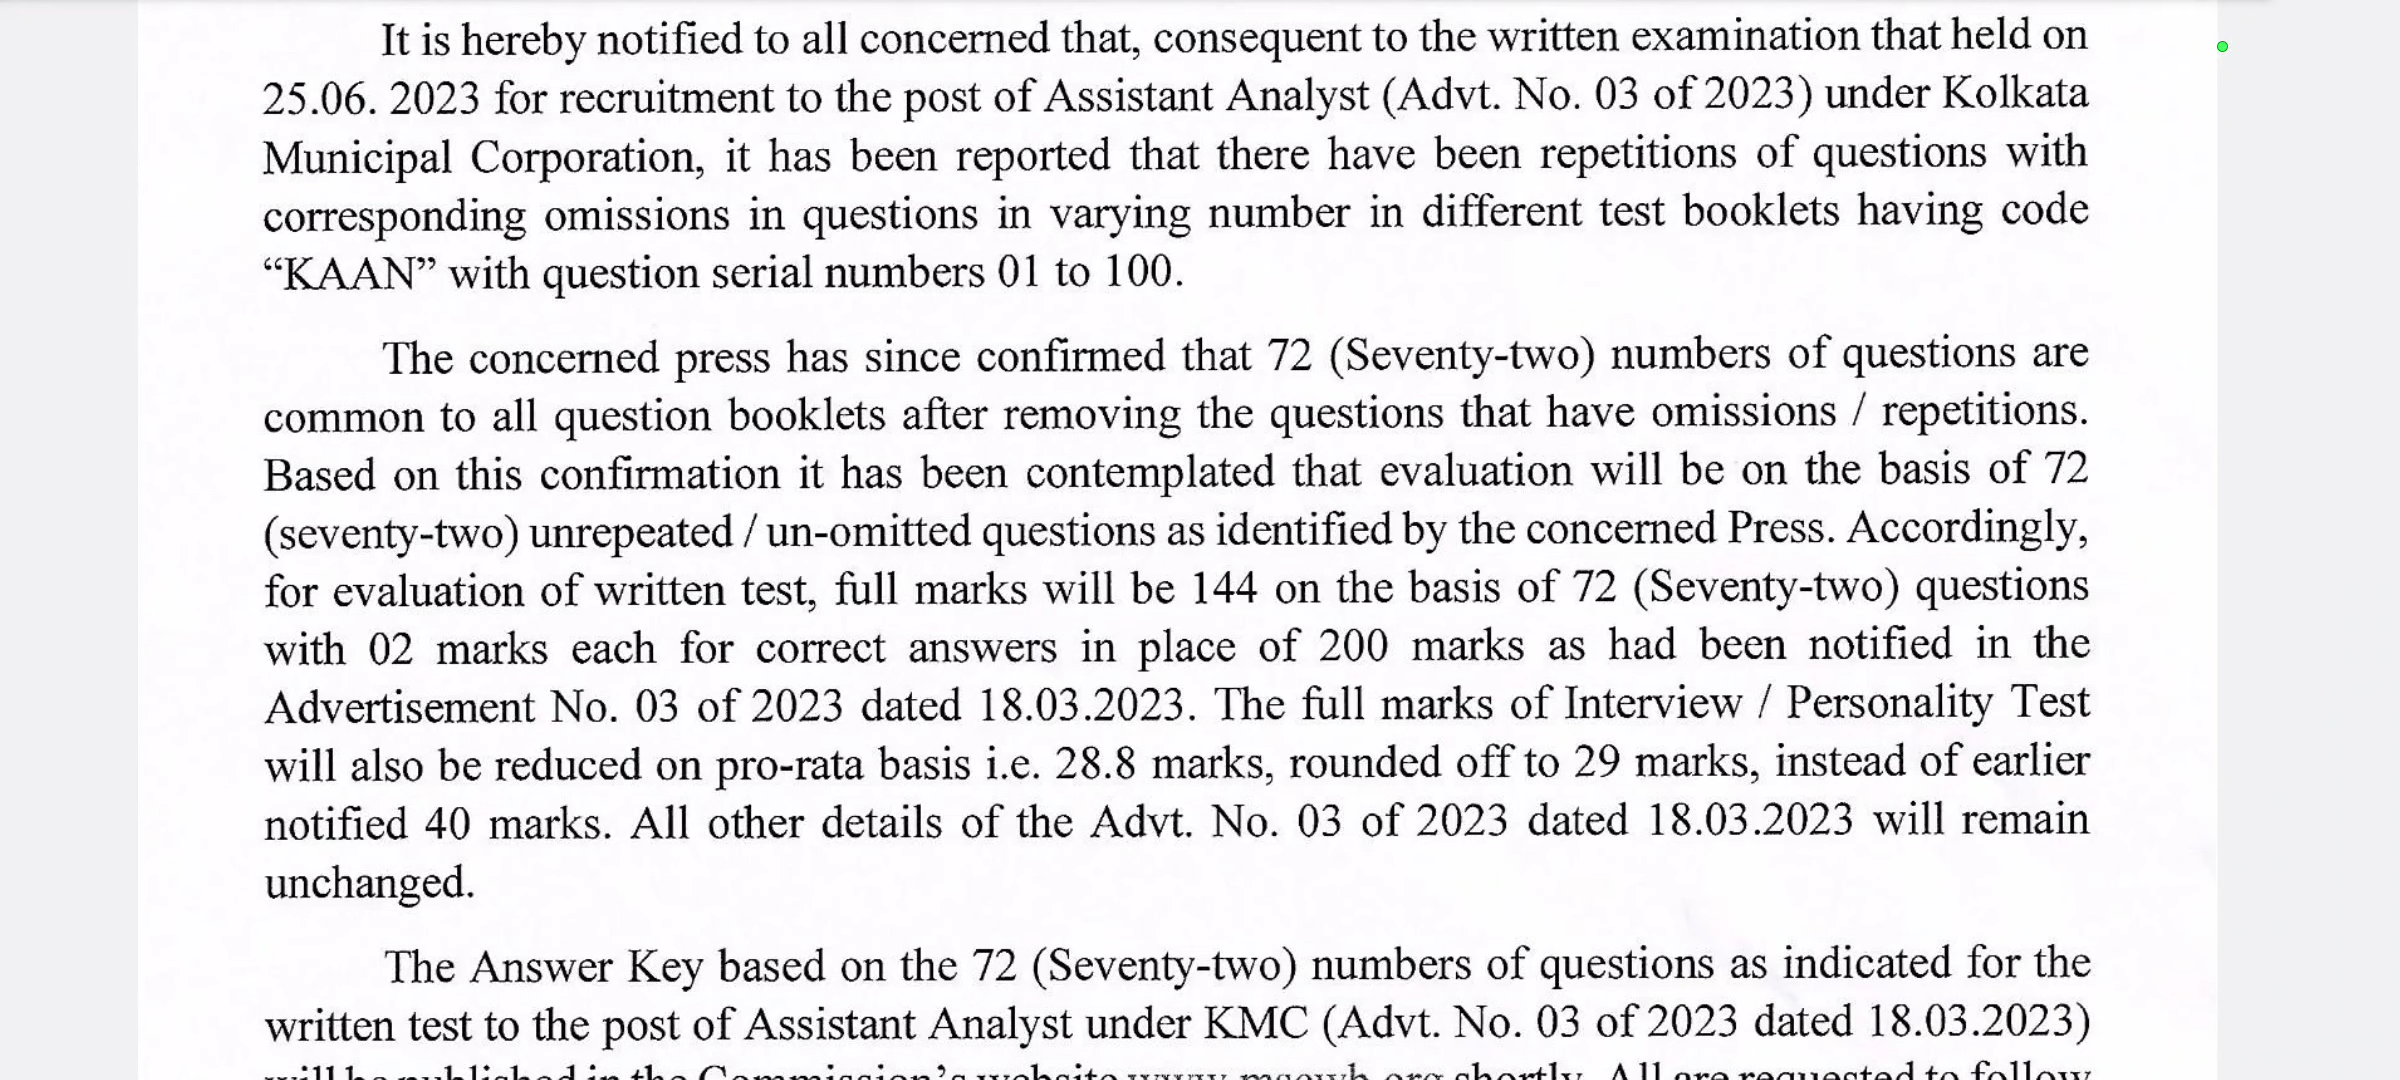 It is hereby notified to all concerned that, consequent to the written examination that held on
25.06. 2023 for recruitment to the post of Assistant Analyst (Advt. No. 03 of 2023) under Kolkata
Municipal Corporation, it has been reported that there have been repetitions of questions with
corresponding omissions in questions in varying number in different test booklets having code
“KAAN” with question serial numbers 01 to 100.
The concerned press has since confirmed that 72 (Seventy-two) numbers of questions are
common to all question booklets after removing the questions that have omissions / repetitions.
Based on this confirmation it has been contemplated that evaluation will be on the basis of 72
(seventy-two) unrepeated / un-omitted questions as identified by the concerned Press. Accordingly,
for evaluation of written test, full marks will be 144 on the basis of 72 (Seventy-two) questions
with 02 marks each for correct answers in place of 200 marks as had been notified in the
Advertisement No. 03 of 2023 dated 18.03.2023. The full marks of Interview / Personality Test
will also be reduced on pro-rata basis i.e. 28.8 marks, rounded off to 29 marks, instead of earlier
notified 40 marks. All other details of the Advt. No. 03 of 2023 dated 18.03.2023 will remain
unchanged.
The Answer Key based on the 72 (Seventy-two) numbers of questions as indicated for the
written test to the post of Assistant Analyst under KMC (Advt. No. 03 of 2023 dated 18.03.2023)
will be published in the Commission’s website shortly. All are requested to follow